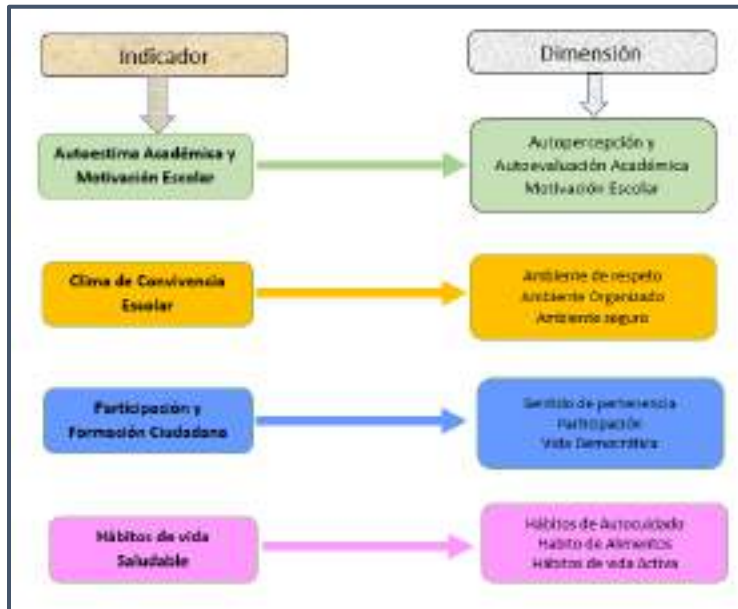 Indicador
Dimensión
Autoestima Académica y
Motivación Escolar
Autopercepción y
Autoevaluación Académica
Motivación Escolar
Clima de Convivencia
Escolar
Ambiente de respeto
Ambiente Organizado
Ambiente seguro
Participación y
Formación Ciudadana
Sentido de pertenencia
Participación
Vida Democrática
Hábitos de vida
Saludable
Hábitos de Autocuidado
Habito de Alimentos
Hábitos de vida Activa